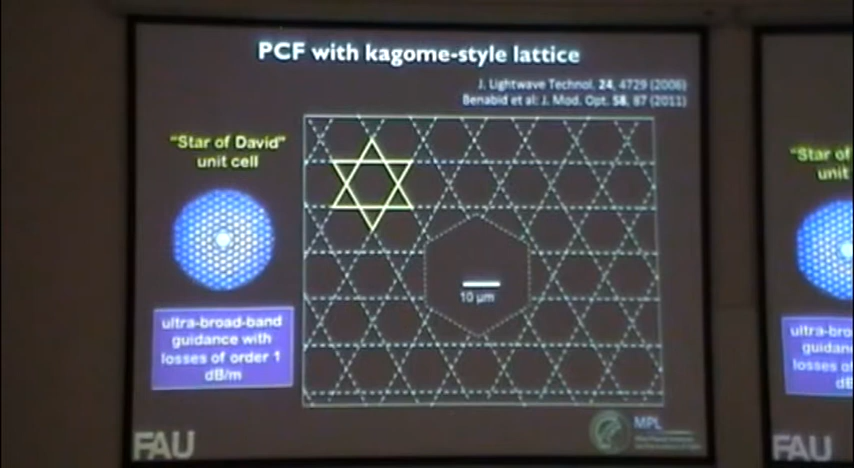 PCF with kagome-style lattice
J. Lightwave Technol. 24, 4729 (2006)
Benabid et al: J. Mod. Opt. 58, 87 (2011)
"Star of David"
unit cell
10 µm
ultra-broad-band
guidance with
losses of order 1
dB/m
FAU
MPL
"Star of
unit
ultra-bro
guidan
losses of
dB
FAU